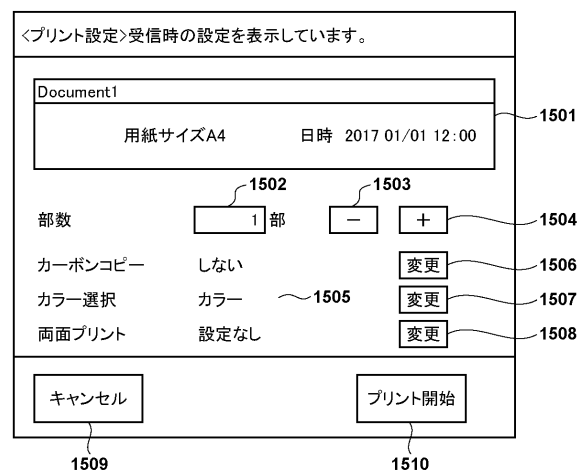 <プリント設定>受信時の設定を表示しています。
Document1
用紙サイズA4 日時 2017 01/01 12:00
1501
1502 1503
部数 1 部 － ＋ 1504
カーボンコピー しない 変更 1506
カラー選択 カラー 1505 変更 1507
両面プリント 設定なし 変更 1508
キャンセル プリント開始
1509 1510